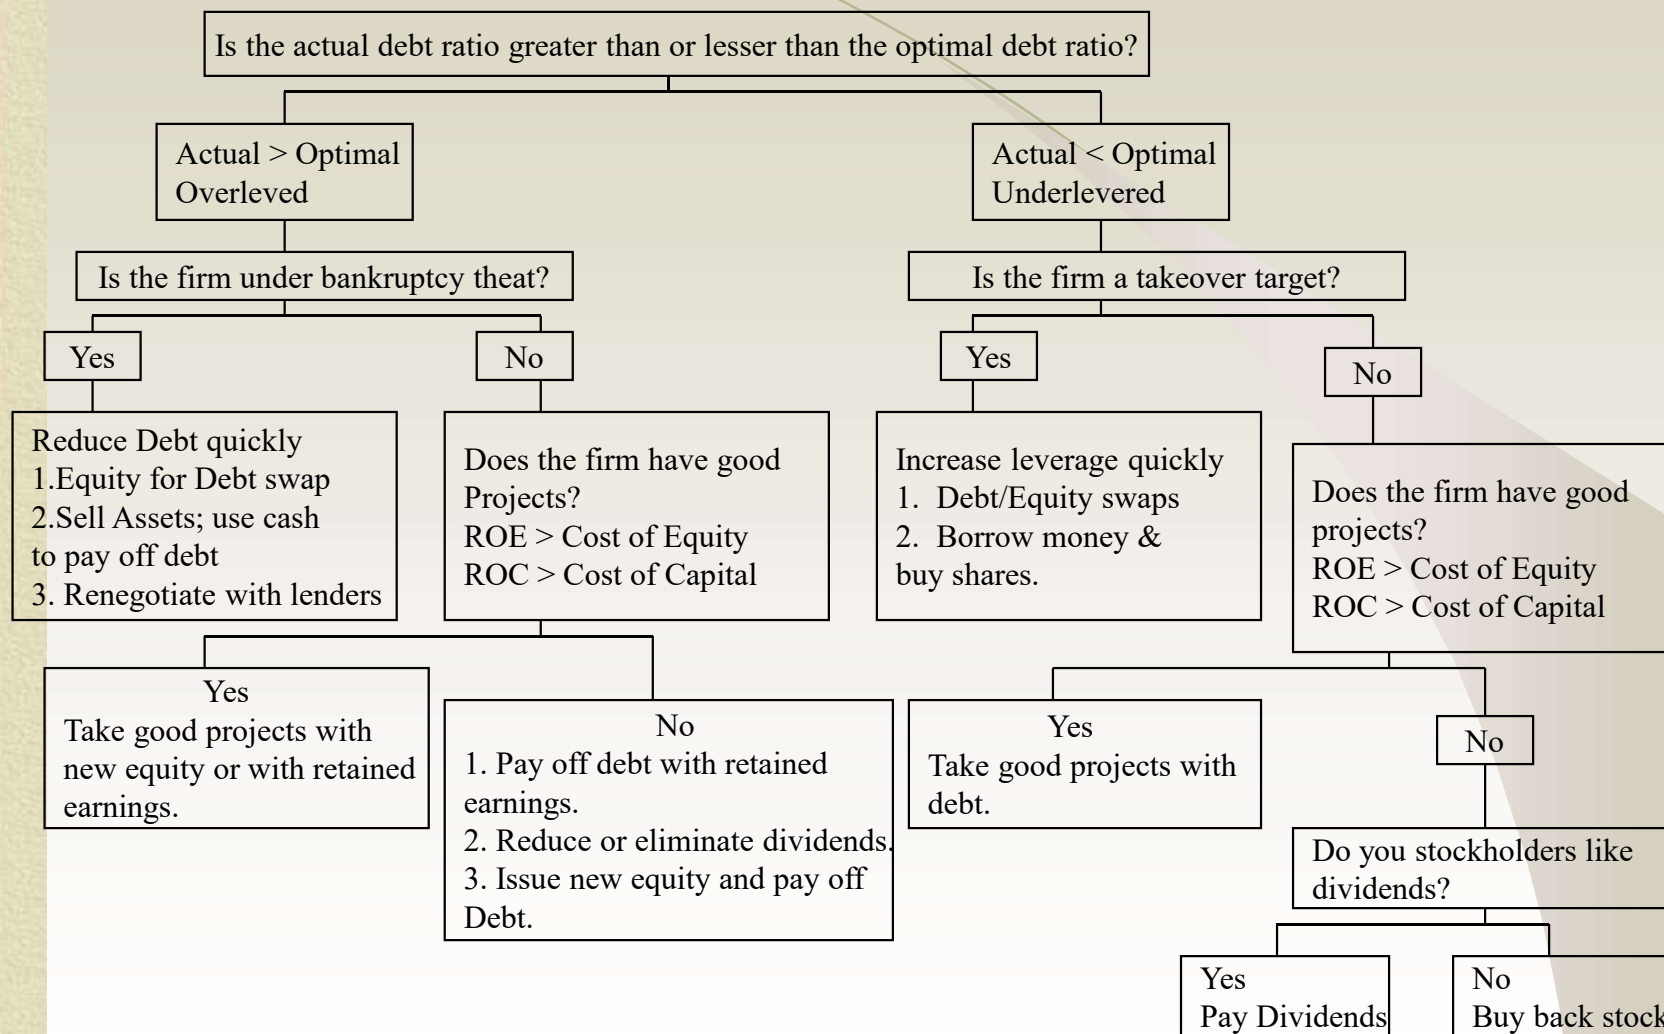 Is the actual debt ratio greater than or lesser than the optimal debt ratio?
Actual > Optimal
Overleved
Actual < Optimal
Underlevered
Is the firm under bankruptcy theat?
Is the firm a takeover target?
Yes
No
Yes
No
Reduce Debt quickly
1.Equity for Debt swap
2.Sell Assets; use cash
to pay off debt
3. Renegotiate with lenders
Does the firm have good
Projects?
ROE > Cost of Equity
ROC > Cost of Capital
Increase leverage quickly
1. Debt/Equity swaps
2. Borrow money &
buy shares.
Does the firm have good
projects?
ROE > Cost of Equity
ROC > Cost of Capital
Yes
Take good projects with
new equity or with retained
earnings.
No
1. Pay off debt with retained
earnings.
2. Reduce or eliminate dividends.
3. Issue new equity and pay off
Debt.
Yes
Take good projects with
debt.
No
Do you stockholders like
dividends?
Yes
Pay Dividends
No
Buy back stock